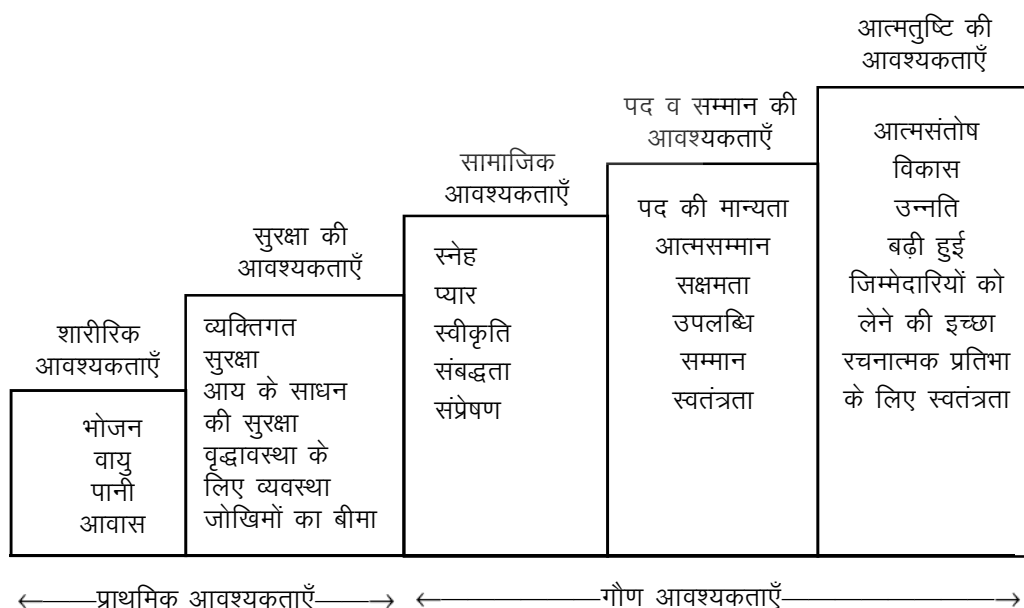 शारीरिक
आवश्यकताएँ
भोजन
वायु
पानी
आवास
सुरक्षा की
आवश्यकताएँ
व्यक्तिगत
सुरक्षा
आय के साधन
की सुरक्षा
वृद्धावस्था के
लिए व्यवस्था
जोखिमों का बीमा
सामाजिक
आवश्यकताएँ
स्नेह
प्यार
स्वीकृति
संबद्धता
संप्रेषण
पद व सम्मान की
आवश्यकताएँ
पद की मान्यता
आत्मसम्मान
सक्षमता
उपलब्धि
सम्मान
स्वतंत्रता
आत्मतुष्टि की
आवश्यकताएँ
आत्मसंतोष
विकास
उन्नति
बढ़ी हुई
जिम्मेदारियों को
लेने की इच्छा
रचनात्मक प्रतिभा
के लिए स्वतंत्रता
प्राथमिक आवश्यकताएँ
गौण आवश्यकताएँ